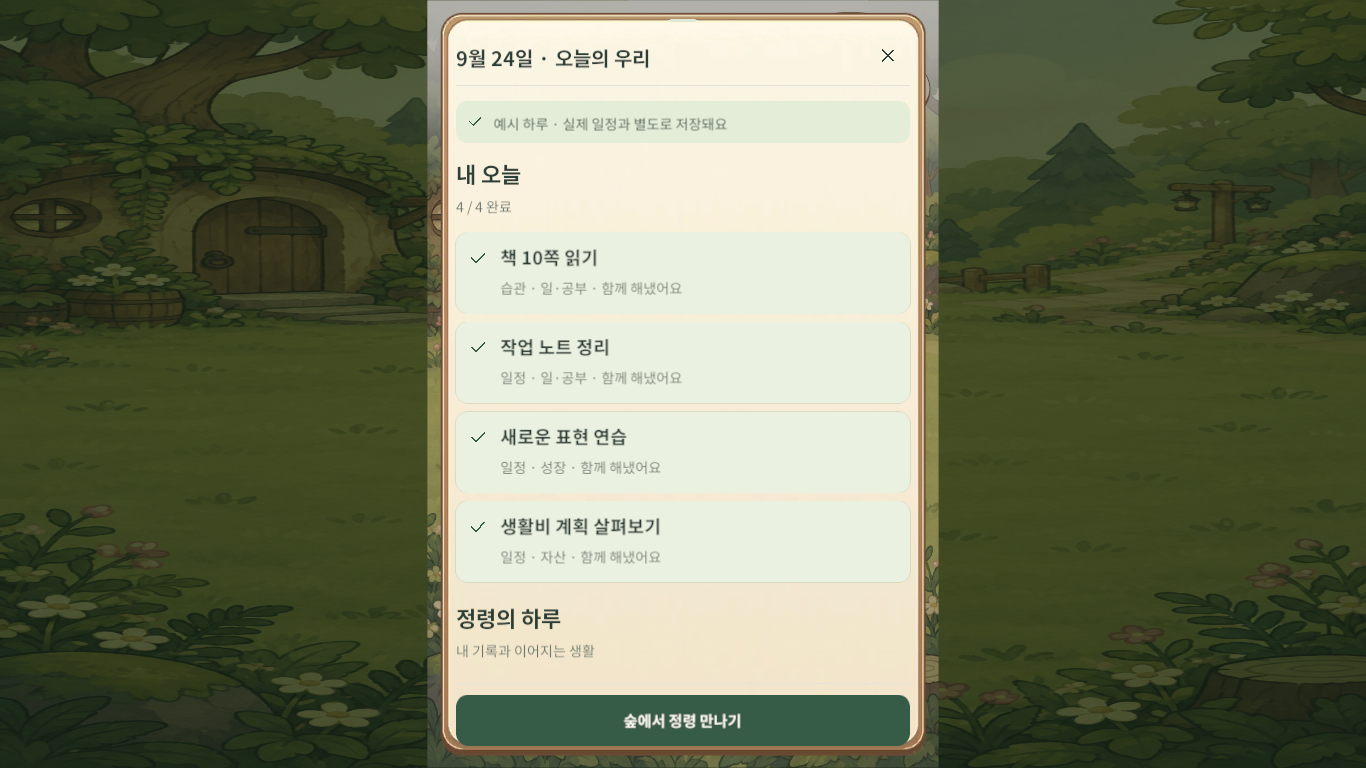 9월 24일 · 오늘의 우리
예시 하루 · 실제 일정과 별도로 저장돼요
내 오늘
4 / 4 완료
책 10쪽 읽기
습관 · 일·공부 · 함께 해냈어요
작업 노트 정리
일정 · 일·공부 · 함께 해냈어요
새로운 표현 연습
일정 · 성장 · 함께 해냈어요
생활비 계획 살펴보기
일정 · 자산 · 함께 해냈어요
정령의 하루
내 기록과 이어지는 생활
숲에서 정령 만나기